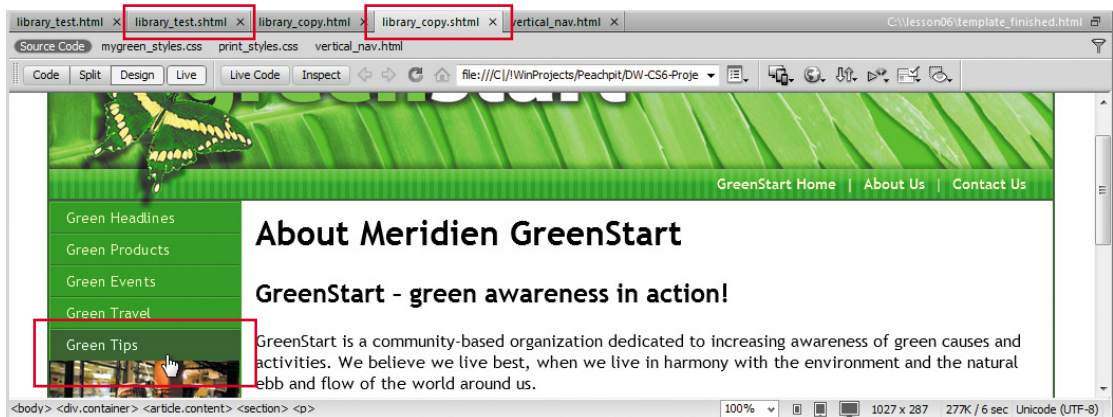 library_test.html × library_test.shtml × library_copy.html × library_copy.shtml × vertical_nav.html × C:\\lesson06\template_finished.html
Source Code mygreen_styles.css print_styles.css vertical_nav.html
Code Split Design Live Live Code Inspect file:///C|/!WinProjects/Peachpit/DW-CS6-Proje
greenstart
GreenStart Home | About Us | Contact Us
Green Headlines
Green Products
Green Events
Green Travel
Green Tips
About Meridien GreenStart
GreenStart – green awareness in action!
GreenStart is a community-based organization dedicated to increasing awareness of green causes and
activities. We believe we live best, when we live in harmony with the environment and the natural
ebb and flow of the world around us.
<body> <div.container> <article.content> <section> <p> 100% 1027 x 287 277K / 6 sec Unicode (UTF-8)